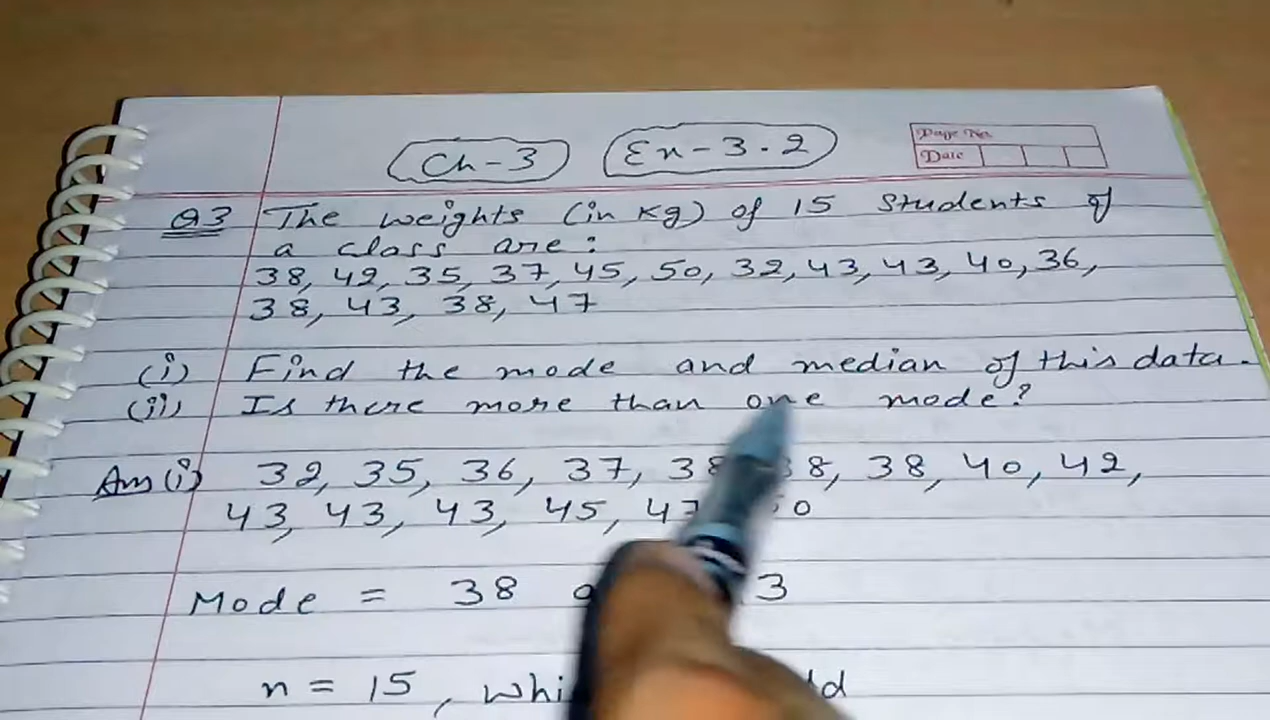 Ch-3 Ex-3.2
Page No.
Date
Q3 The weights (in Kg) of 15 students of
a class are:
38, 42, 35, 37, 45, 50, 32, 43, 43, 40, 36,
38, 43, 38, 47
(i) Find the mode and median of this data.
(ii) Is there more than one mode?
Ans(i) 32, 35, 36, 37, 38 38, 38, 40, 42,
43, 43, 43, 45, 47 0
Mode = 38 3
n = 15,